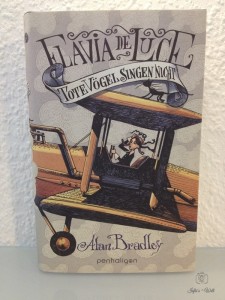 FLAVIA DE LUCE
TOTE VÖGEL SINGEN NICHT
Alan Bradley
penhaligon